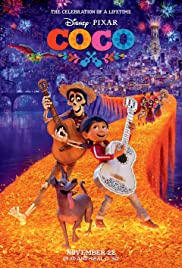 THE CELEBRATION OF A LIFETIME
Disney · PIXAR
COCO
NOVEMBER 22